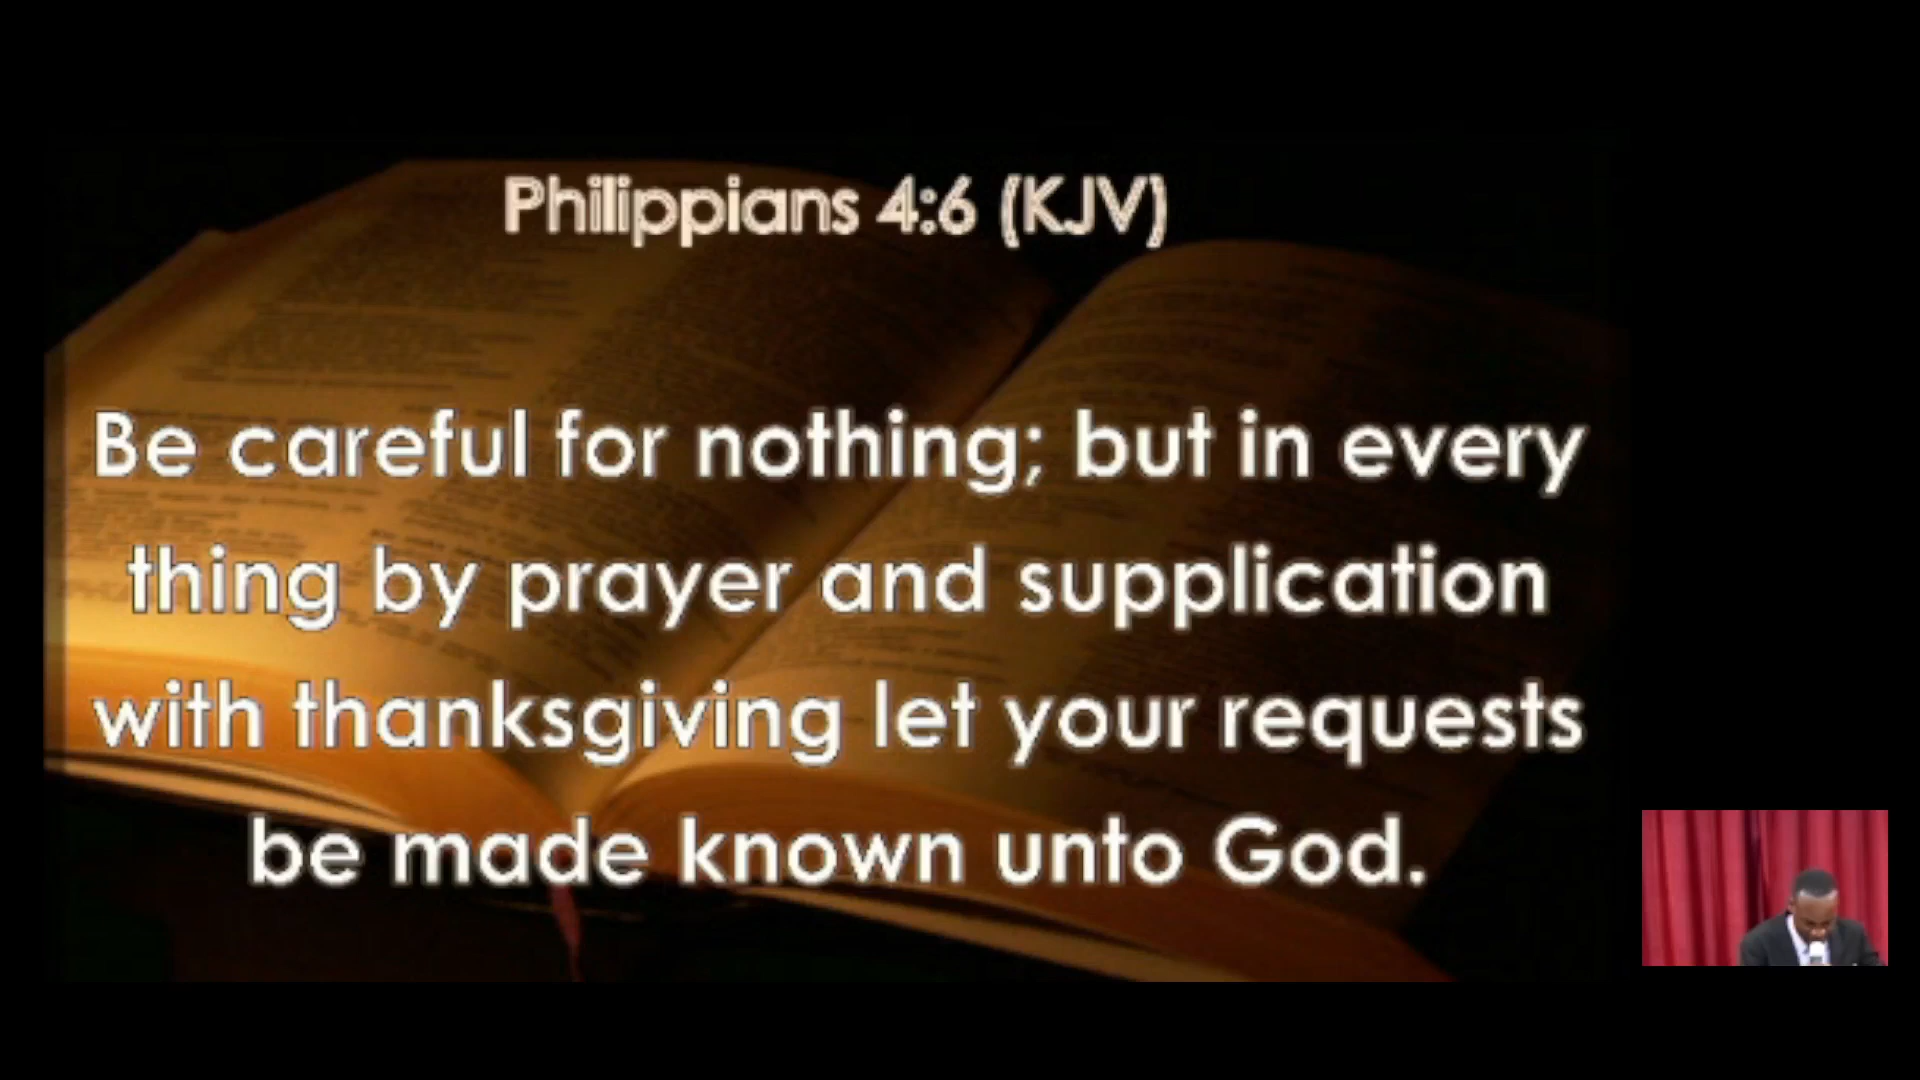 Philippians 4:6 (KJV)
Be careful for nothing; but in every
thing by prayer and supplication
with thanksgiving let your requests
be made known unto God.